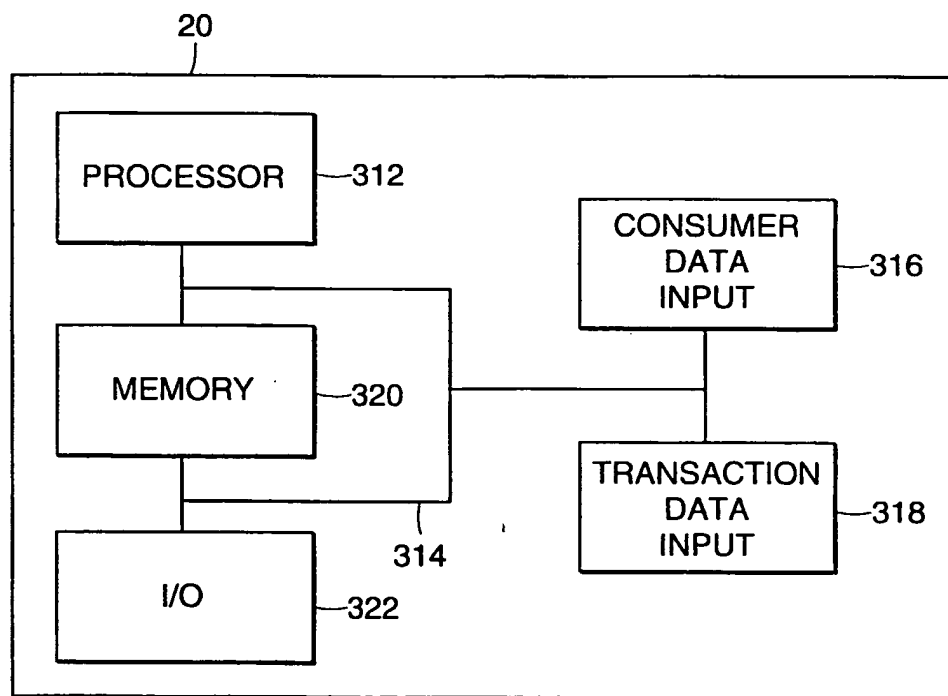 20
PROCESSOR
312
CONSUMER
DATA
INPUT
316
MEMORY
320
TRANSACTION
DATA
INPUT
318
314
I/O
322